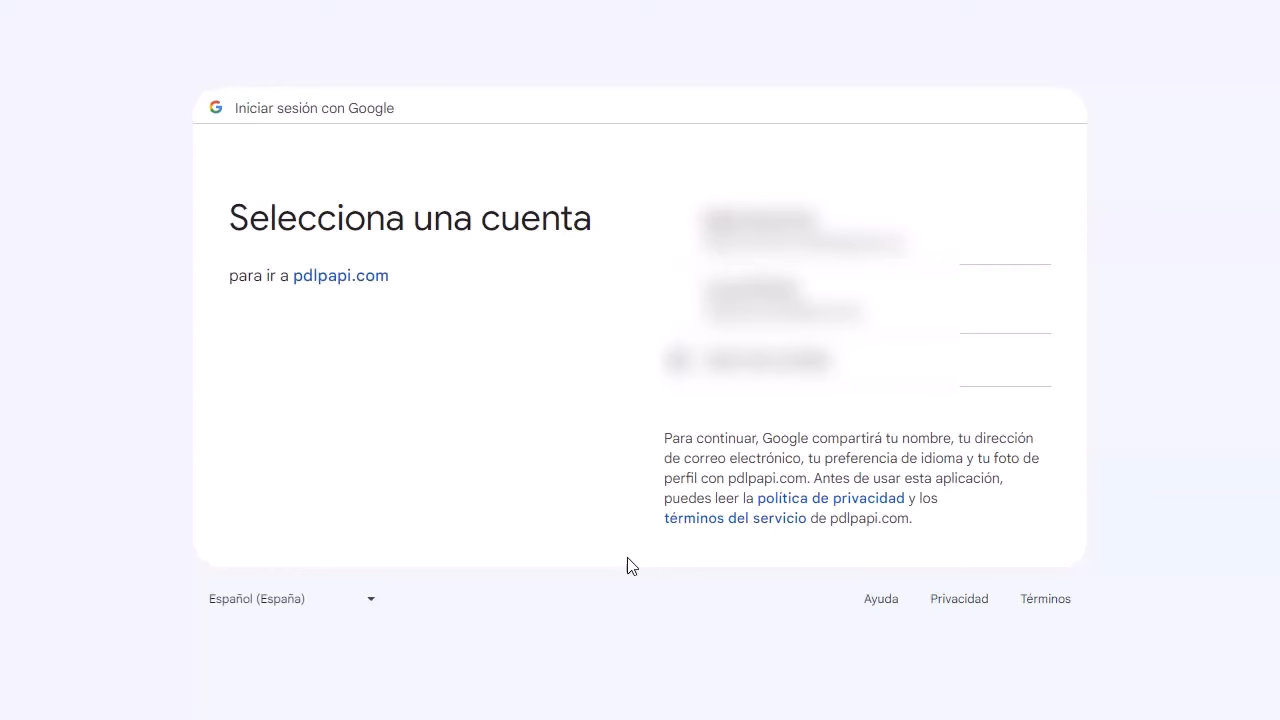 Iniciar sesión con Google
Selecciona una cuenta
para ir a pdlpapi.com
Para continuar, Google compartirá tu nombre, tu dirección
de correo electrónico, tu preferencia de idioma y tu foto de
perfil con pdlpapi.com. Antes de usar esta aplicación,
puedes leer la política de privacidad y los
términos del servicio de pdlpapi.com.
Español (España)
Ayuda
Privacidad
Términos